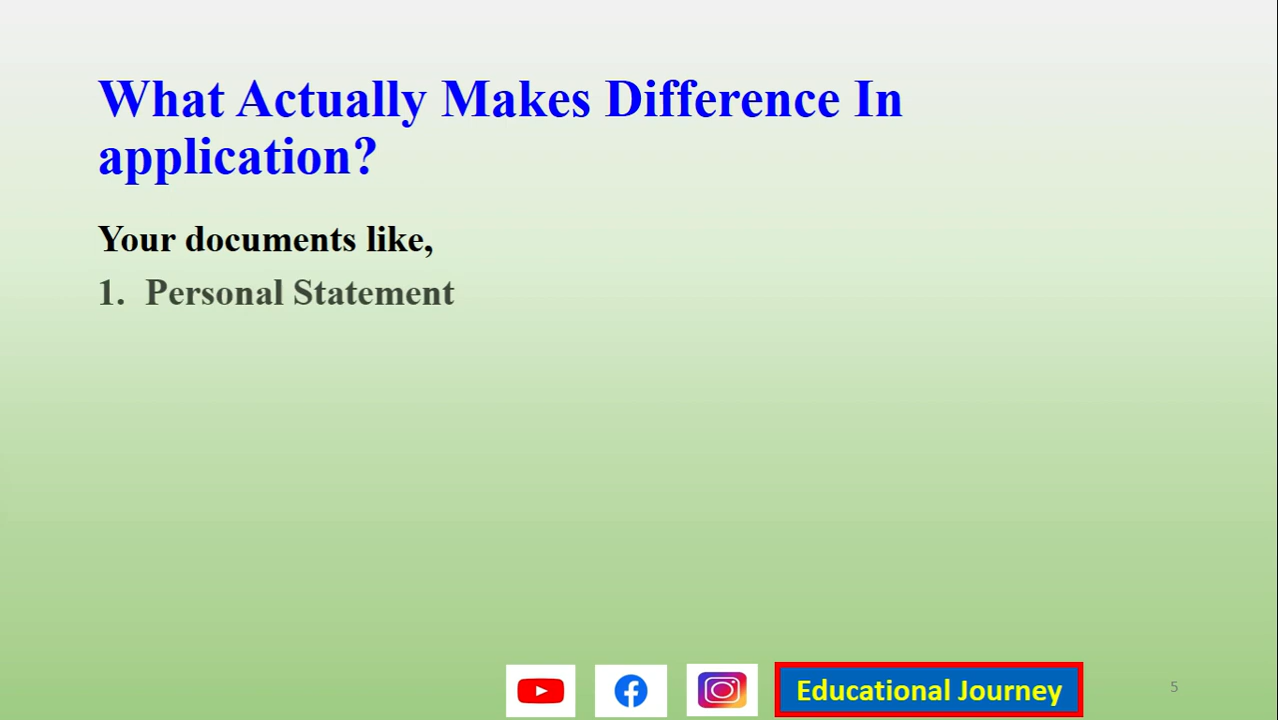 What Actually Makes Difference In
application?
Your documents like,
1. Personal Statement
Educational Journey
5